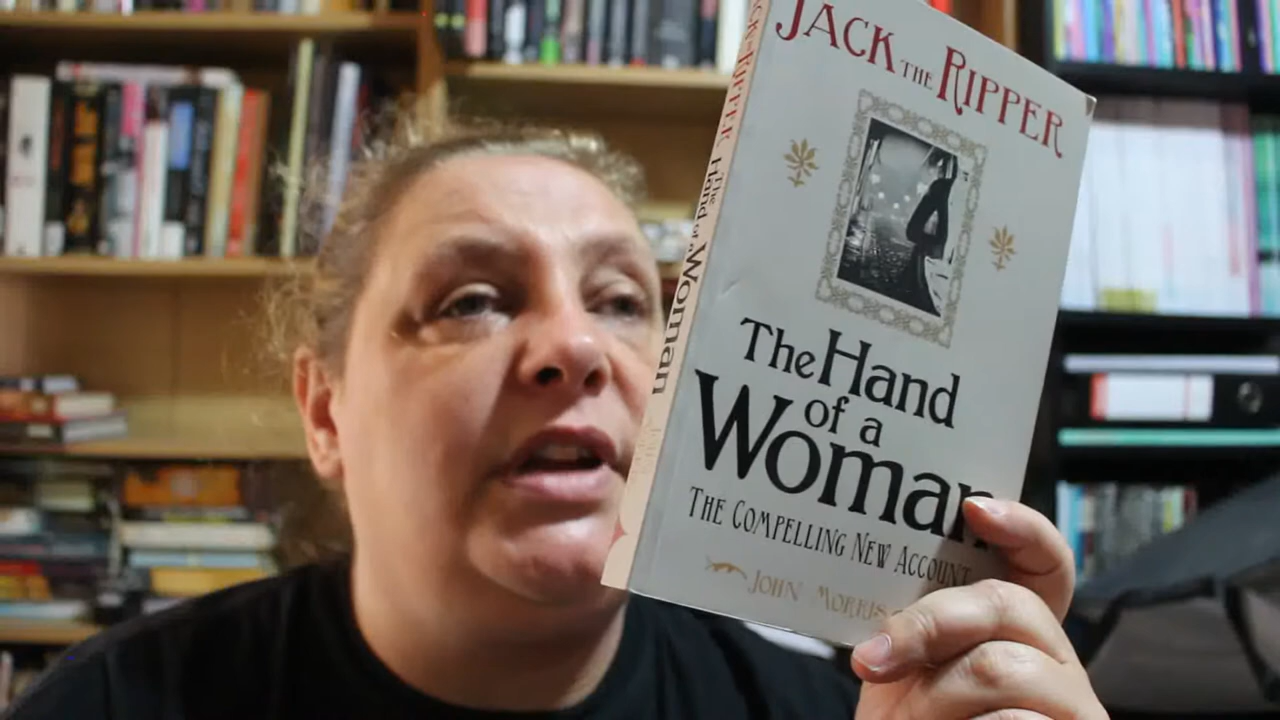 JACK THE RIPPER
The Hand
of a
Woman
THE COMPELLING NEW ACCOUNT
JOHN MORRIS
JACK THE RIPPER The Hand of a Woman